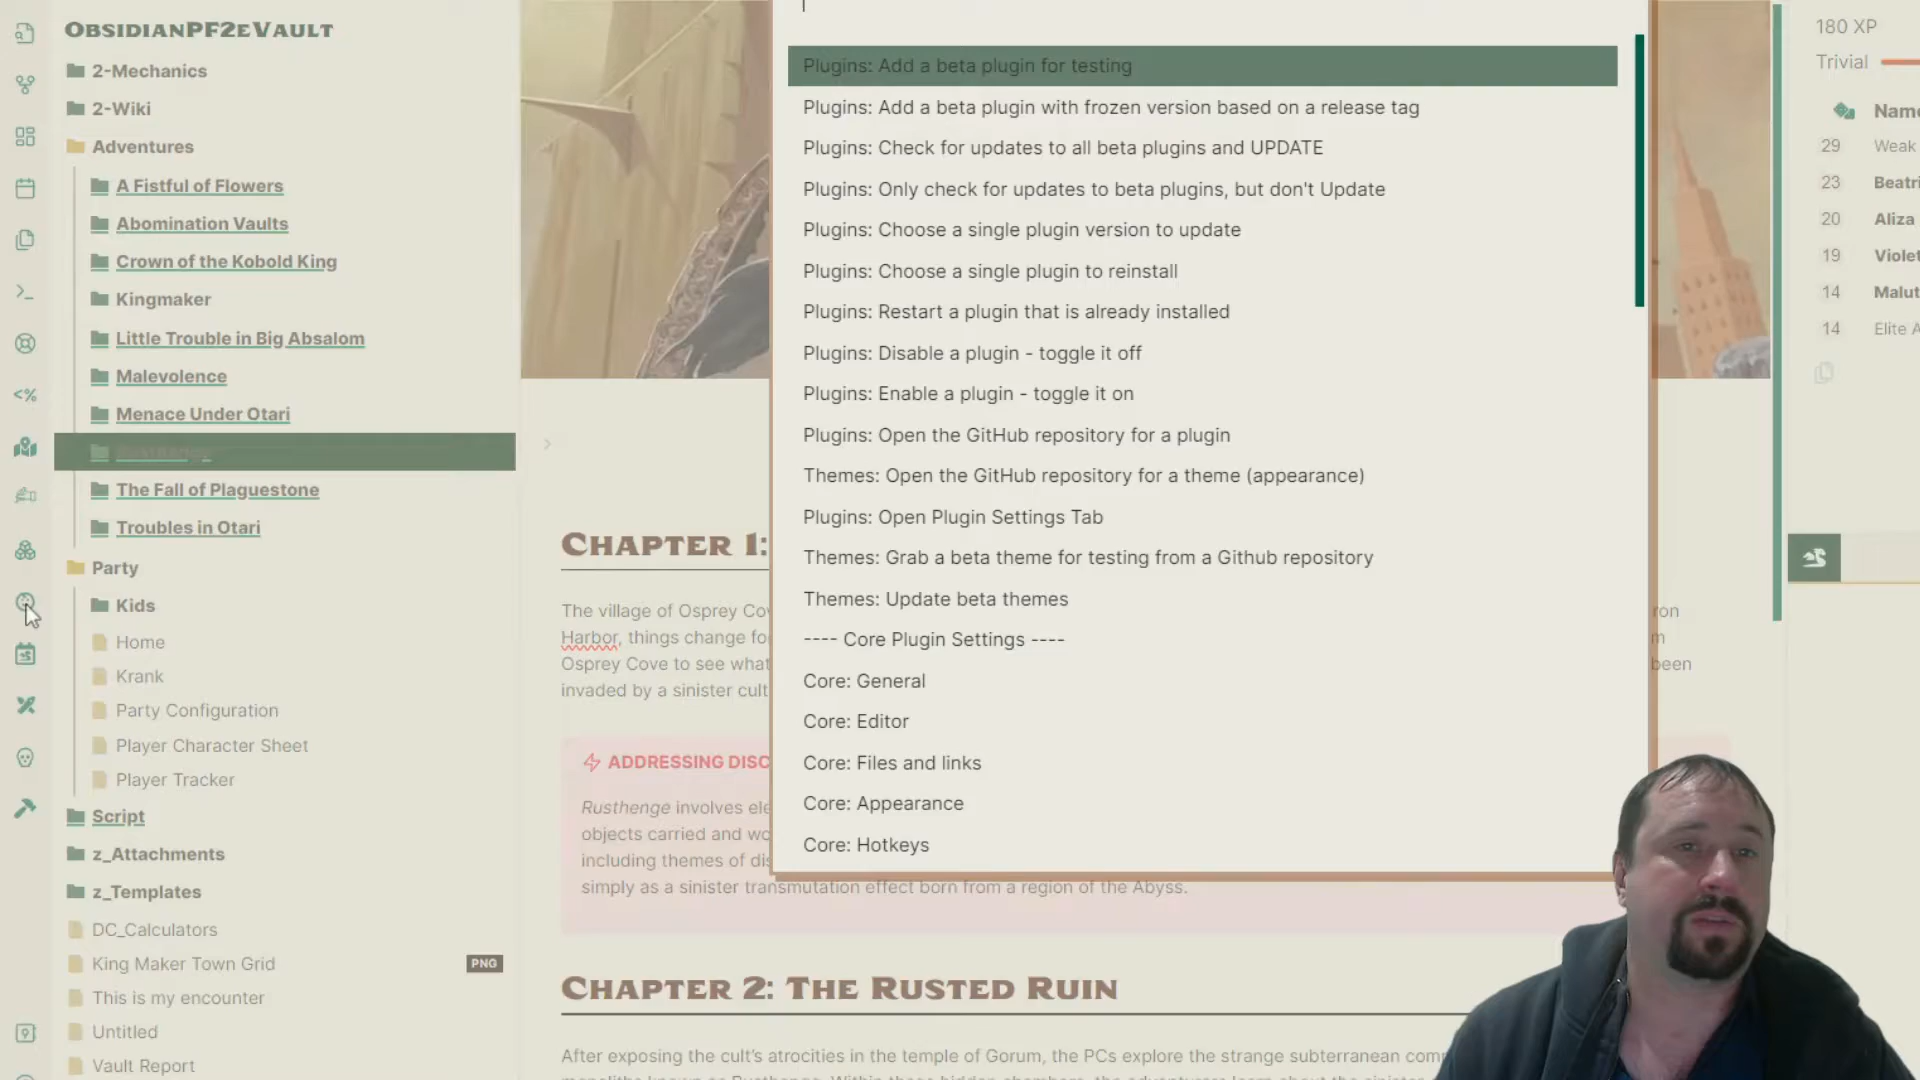 ObsidianPF2eVault
2-Mechanics
2-Wiki
Adventures
A Fistful of Flowers
Abomination Vaults
Crown of the Kobold King
Kingmaker
Little Trouble in Big Absalom
Malevolence
Menace Under Otari
The Fall of Plaguestone
Troubles in Otari
Party
Kids
Home
Krank
Party Configuration
Player Character Sheet
Player Tracker
Script
z_Attachments
z_Templates
DC_Calculators
King Maker Town Grid
PNG
This is my encounter
Untitled
Vault Report
Plugins: Add a beta plugin for testing
Plugins: Add a beta plugin with frozen version based on a release tag
Plugins: Check for updates to all beta plugins and UPDATE
Plugins: Only check for updates to beta plugins, but don't Update
Plugins: Choose a single plugin version to update
Plugins: Choose a single plugin to reinstall
Plugins: Restart a plugin that is already installed
Plugins: Disable a plugin - toggle it off
Plugins: Enable a plugin - toggle it on
Plugins: Open the GitHub repository for a plugin
Themes: Open the GitHub repository for a theme (appearance)
Plugins: Open Plugin Settings Tab
Themes: Grab a beta theme for testing from a Github repository
Themes: Update beta themes
---- Core Plugin Settings ----
Core: General
Core: Editor
Core: Files and links
Core: Appearance
Core: Hotkeys
Chapter 1:
The village of Osprey Cov
Harbor, things change fo
Osprey Cove to see what been
invaded by a sinister cult
ADDRESSING DISC
Rusthenge involves ele
objects carried and wo
including themes of dis
simply as a sinister transmutation effect born from a region of the Abyss.
Chapter 2: The Rusted Ruin
After exposing the cult's atrocities in the temple of Gorum, the PCs explore the strange subterranean com
180 XP
Trivial
Name
29 Weak
23 Beatri
20 Aliza
19 Violet
14 Malut
14 Elite A